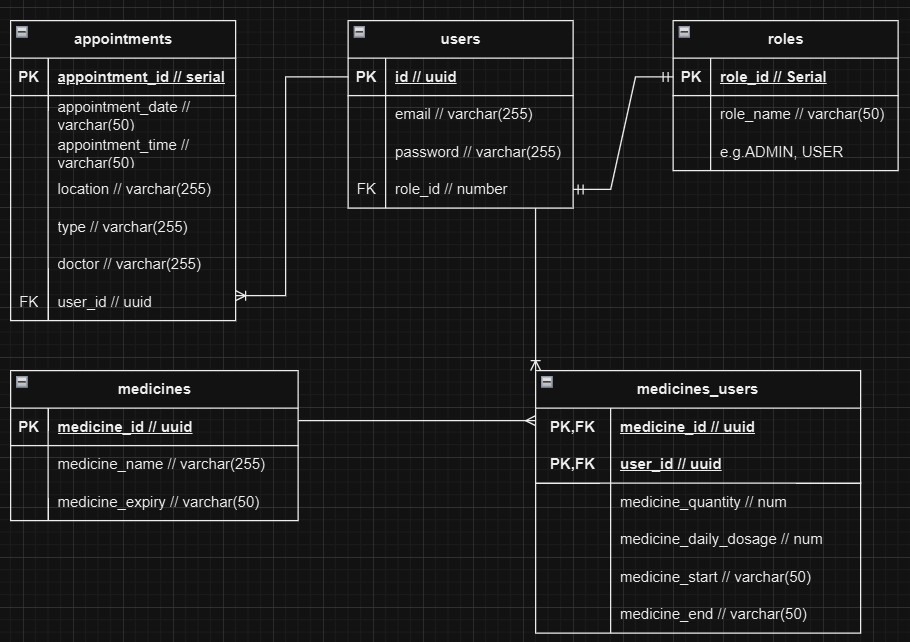 appointments
PK appointment_id // serial
appointment_date //
varchar(50)
appointment_time //
varchar(50)
location // varchar(255)
type // varchar(255)
doctor // varchar(255)
FK user_id // uuid
users
PK id // uuid
email // varchar(255)
password // varchar(255)
FK role_id // number
roles
PK role_id // Serial
role_name // varchar(50)
e.g.ADMIN, USER
medicines
PK medicine_id // uuid
medicine_name // varchar(255)
medicine_expiry // varchar(50)
medicines_users
PK,FK medicine_id // uuid
PK,FK user_id // uuid
medicine_quantity // num
medicine_daily_dosage // num
medicine_start // varchar(50)
medicine_end // varchar(50)